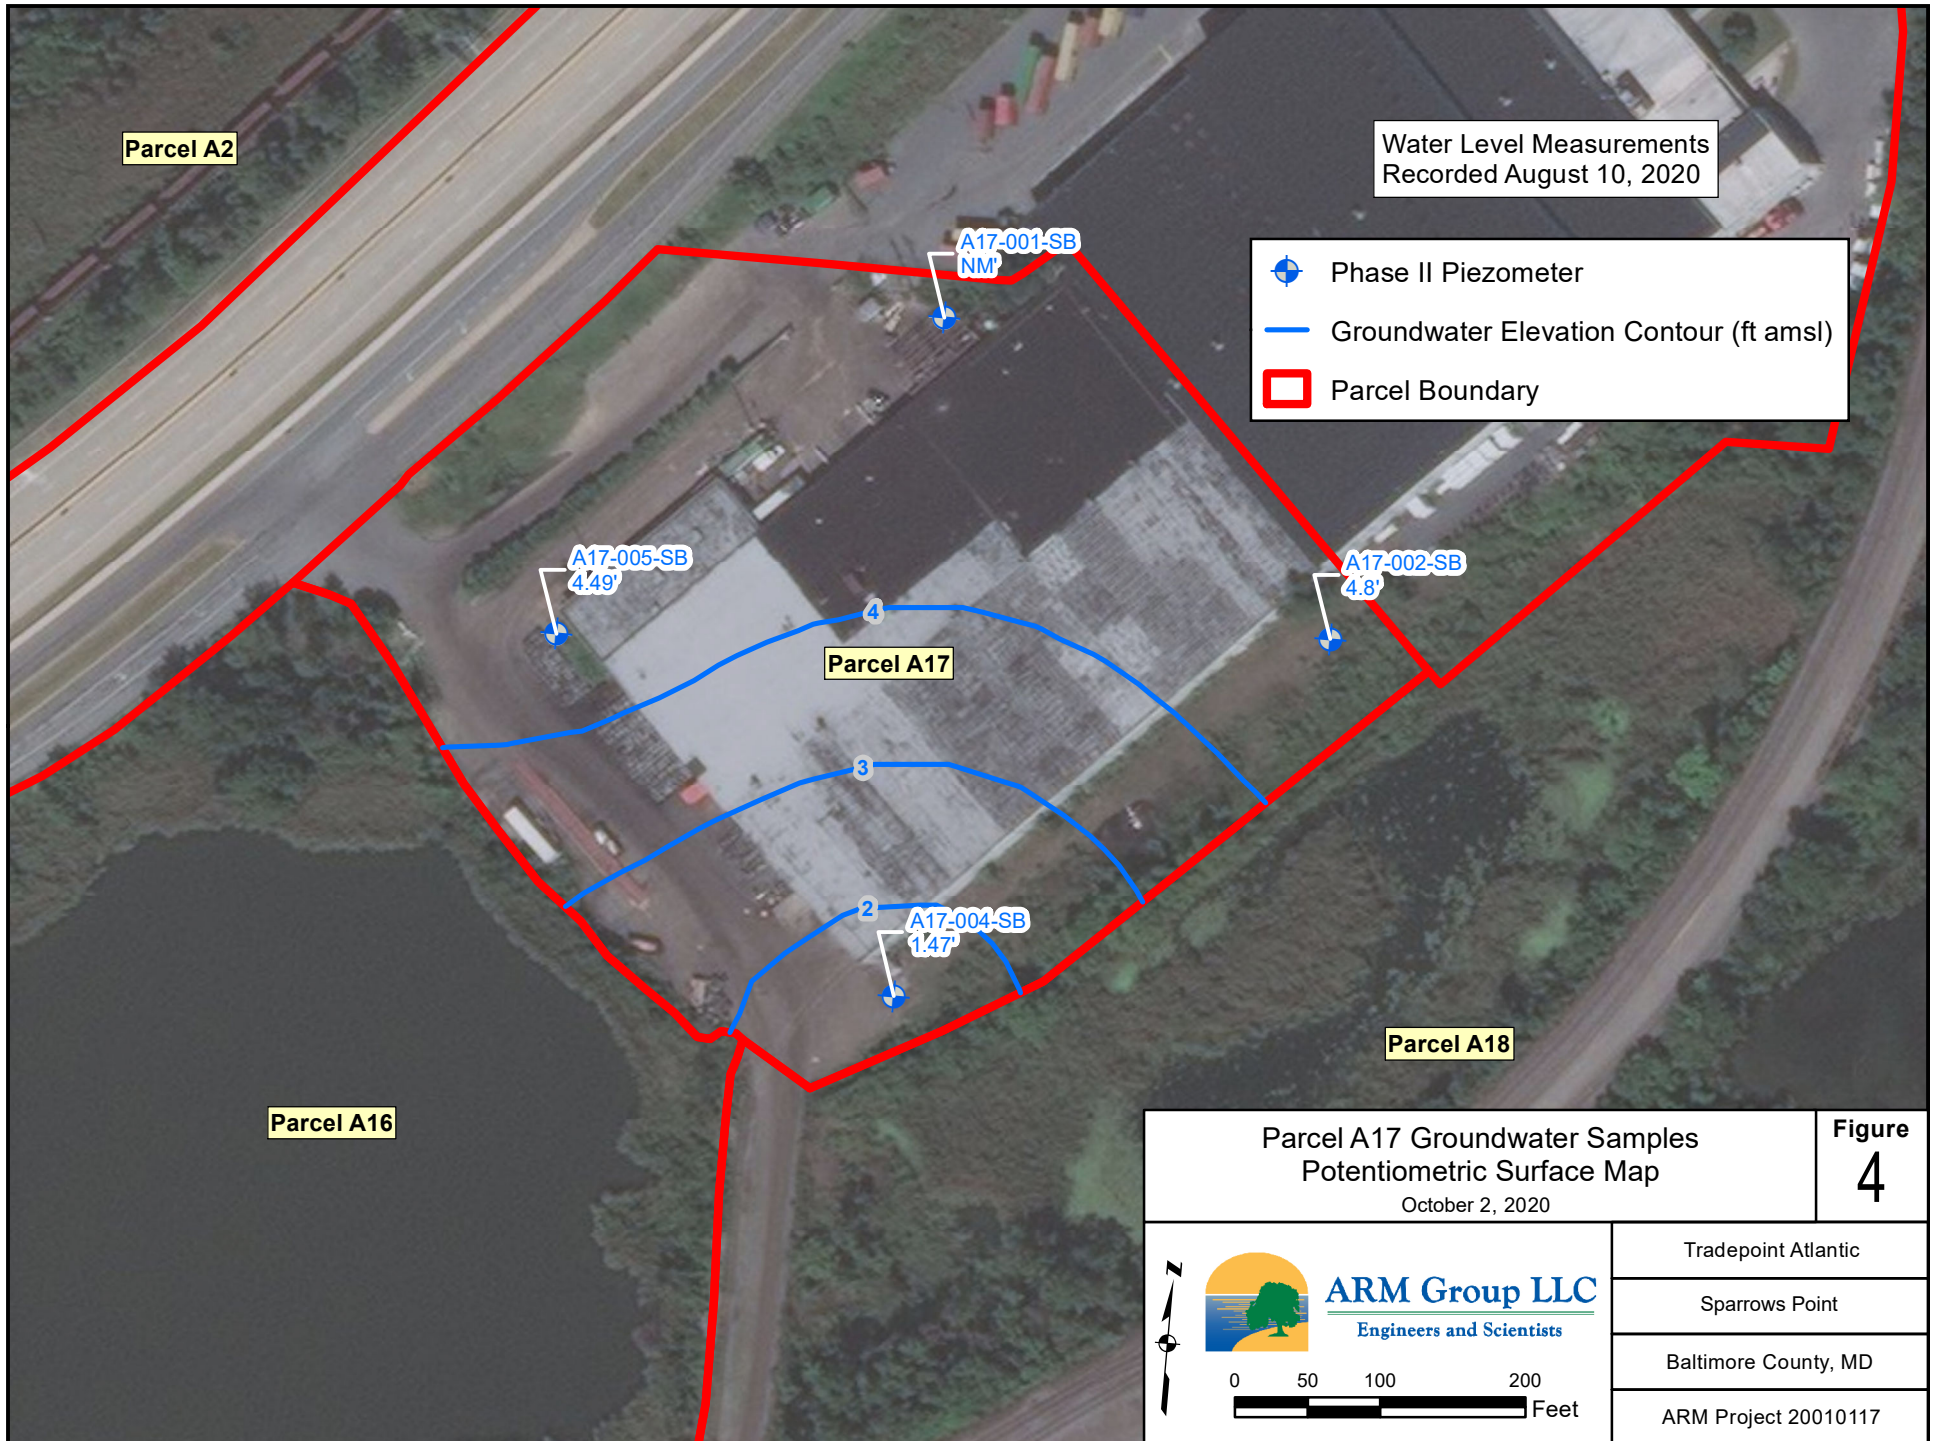 Parcel A2
Water Level Measurements
Recorded August 10, 2020
A17-001-SB
NM'
Phase II Piezometer
Groundwater Elevation Contour (ft amsl)
Parcel Boundary
A17-005-SB
4.49'
A17-002-SB
4.8'
4
Parcel A17
3
2
A17-004-SB
1.47'
Parcel A18
Parcel A16
Parcel A17 Groundwater Samples
Potentiometric Surface Map
October 2, 2020
Figure
4
Z
ARM Group LLC
Engineers and Scientists
0 50 100 200
Feet
Tradepoint Atlantic
Sparrows Point
Baltimore County, MD
ARM Project 20010117